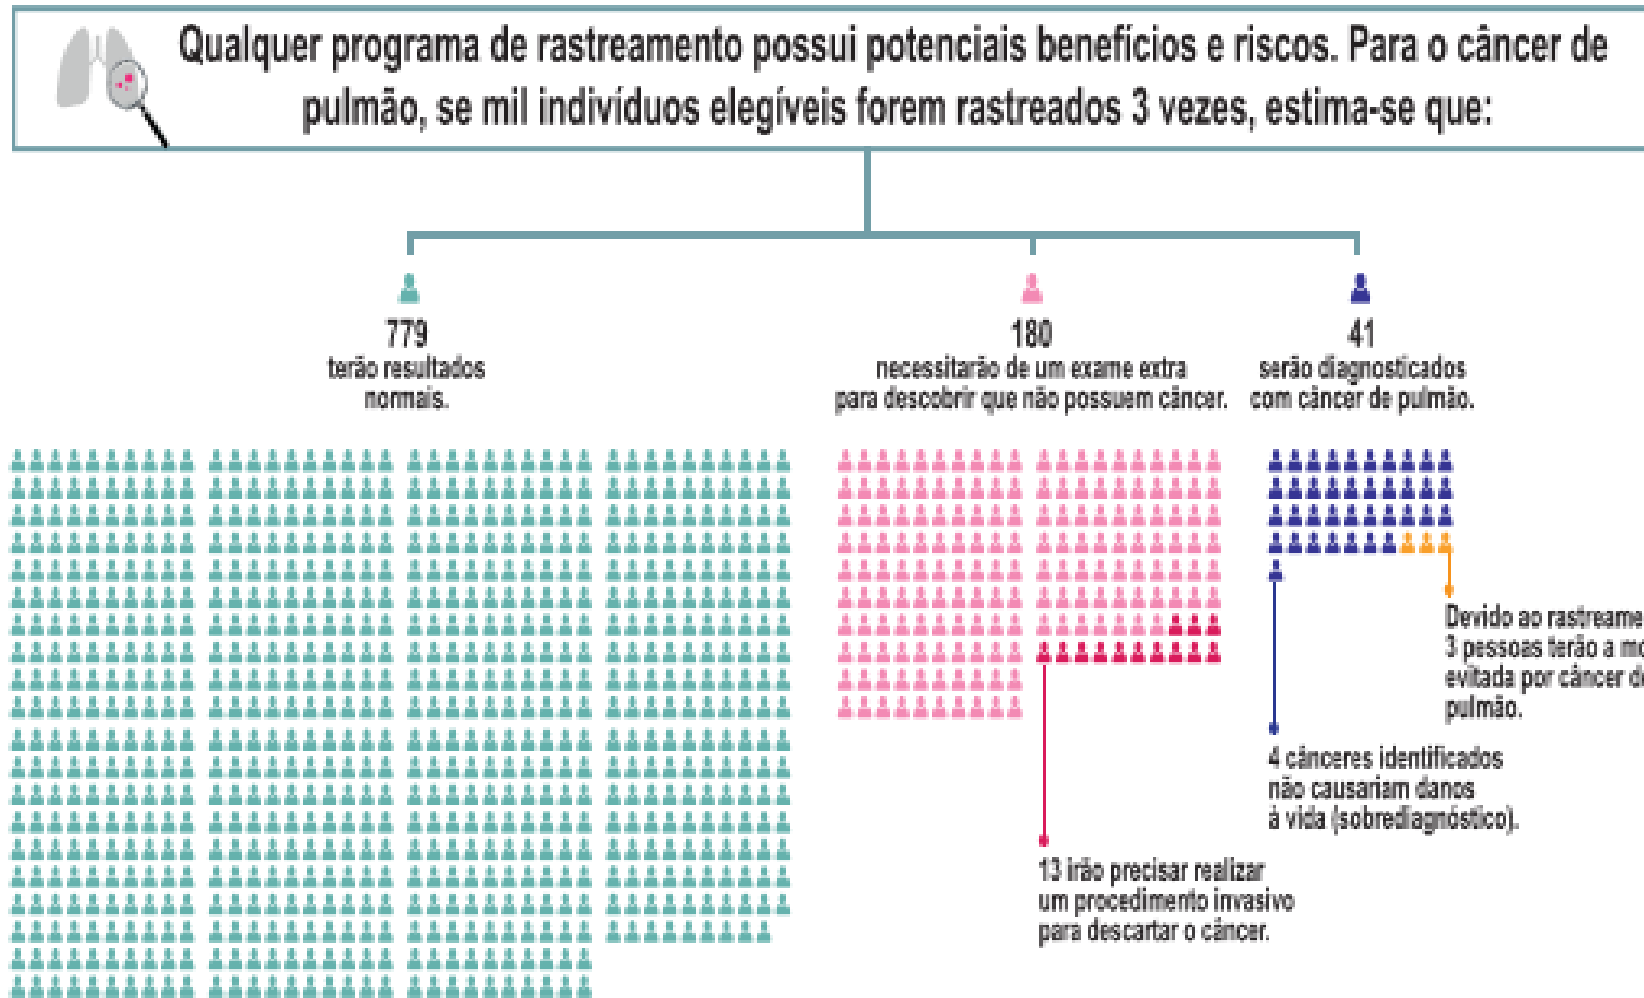 Qualquer programa de rastreamento possui potenciais benefícios e riscos. Para o câncer de
pulmão, se mil indivíduos elegíveis forem rastreados 3 vezes, estima-se que:
779
terão resultados
normais.
180
necessitarão de um exame extra
para descobrir que não possuem câncer.
41
serão diagnosticados
com câncer de pulmão.
Devido ao
3 pessoas terão a
evitada por câncer
pulmão.
4 cânceres identificados
não causariam danos
à vida (sobrediagnóstico).
13 irão precisar realizar
um procedimento invasivo
para descartar o câncer.